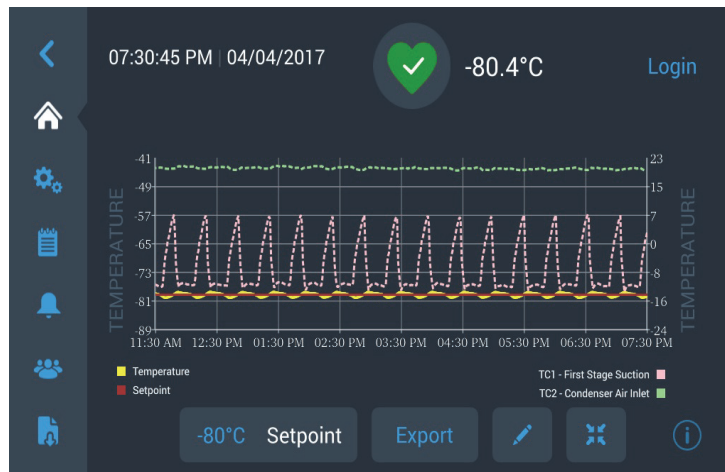 07:30:45 PM | 04/04/2017
-80.4°C
Login
-41
-49
-57
-65
-73
-81
-89
TEMPERATURE
23
15
7
0
-8
-16
-24
TEMPERATURE
11:30 AM 12:30 PM 01:30 PM 02:30 PM 03:30 PM 04:30 PM 05:30 PM 06:30 PM 07:30 PM
Temperature
Setpoint
TC1 - First Stage Suction
TC2 - Condenser Air Inlet
-80°C Setpoint
Export
i